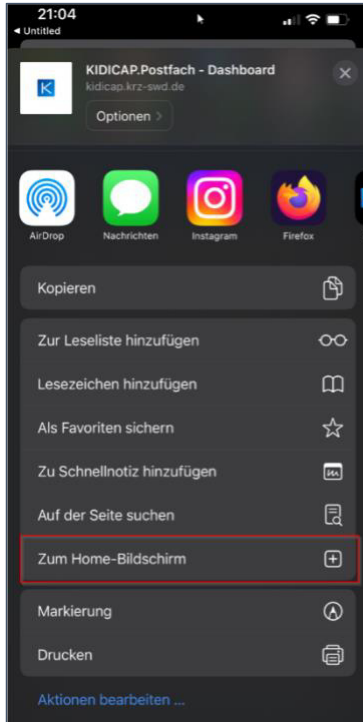 21:04
◀ Untitled
K
KIDICAP.Postfach - Dashboard
kidicap.krz-swd.de
Optionen >
AirDrop
Nachrichten
Instagram
Firefox
Kopieren
Zur Leseliste hinzufügen
Lesezeichen hinzufügen
Als Favoriten sichern
Zu Schnellnotiz hinzufügen
Auf der Seite suchen
Zum Home-Bildschirm
Markierung
Drucken
Aktionen bearbeiten ...